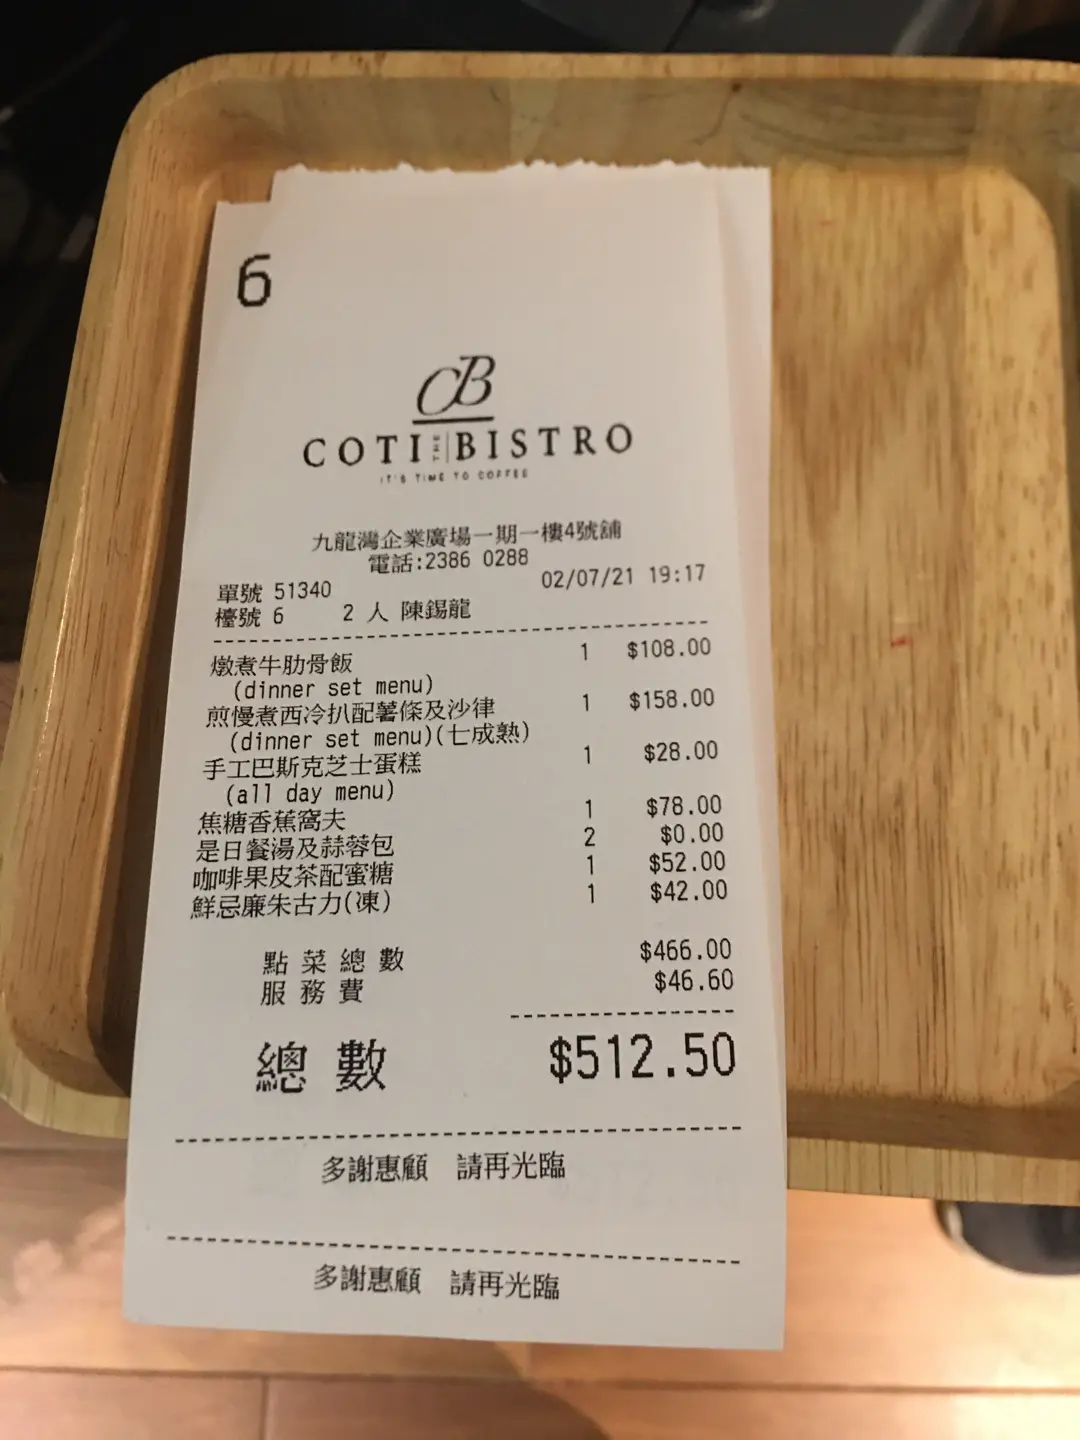 6
CB
COTI THE BISTRO
IT'S TIME TO COFFEE
九龍灣企業廣場一期一樓4號舖
電話:2386 0288
單號 51340 02/07/21 19:17
檯號 6 2 人 陳錫龍
燉煮牛肋骨飯 1 $108.00
(dinner set menu)
煎慢煮西冷扒配薯條及沙律 1 $158.00
(dinner set menu)(七成熟)
手工巴斯克芝士蛋糕 1 $28.00
(all day menu)
焦糖香蕉窩夫 1 $78.00
是日餐湯及蒜蓉包 2 $0.00
咖啡果皮茶配蜜糖 1 $52.00
鮮忌廉朱古力(凍) 1 $42.00
點菜總數 $466.00
服務費 $46.60
總數 $512.50
多謝惠顧 請再光臨
多謝惠顧 請再光臨